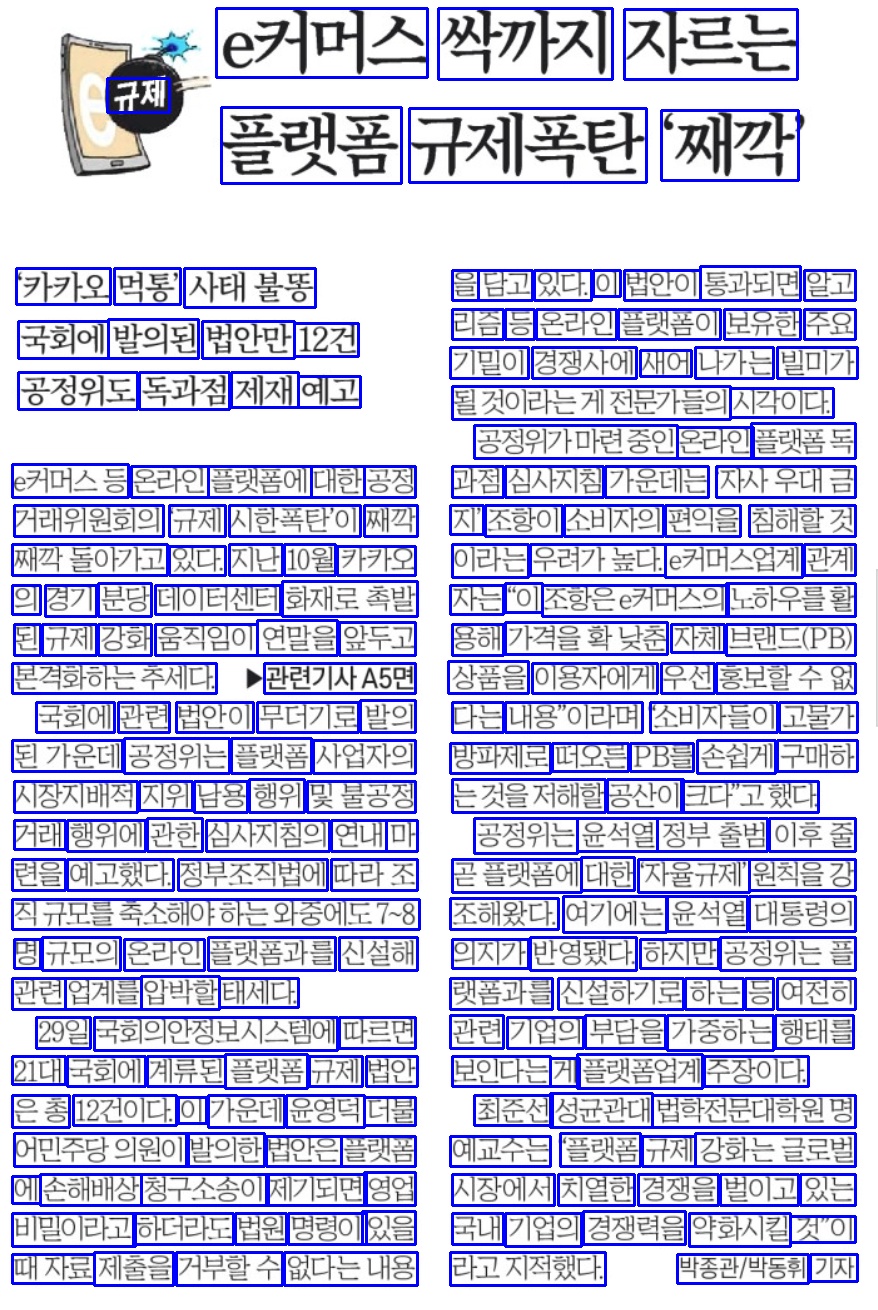 e커머스 싹까지 자르는
규제
플랫폼 규제폭탄 ‘째깍’
‘카카오 먹통’ 사태 불똥
국회에 발의된 법안만 12건
공정위도 독과점 제재 예고
e커머스 등 온라인 플랫폼에 대한 공정
거래위원회의 ‘규제 시한폭탄’이 째깍
째깍 돌아가고 있다. 지난 10월 카카오
의 경기 분당 데이터센터 화재로 촉발
된 규제 강화 움직임이 연말을 앞두고
본격화하는 추세다. ▶관련기사 A5면
국회에 관련 법안이 무더기로 발의
된 가운데 공정위는 플랫폼 사업자의
시장지배적 지위 남용 행위 및 불공정
거래 행위에 관한 심사지침의 연내 마
련을 예고했다. 정부조직법에 따라 조
직 규모를 축소해야 하는 와중에도 7~8
명 규모의 온라인 플랫폼과를 신설해
관련 업계를 압박할 태세다.
29일 국회의안정보시스템에 따르면
21대 국회에 계류된 플랫폼 규제 법안
은 총 12건이다. 이 가운데 윤영덕 더불
어민주당 의원이 발의한 법안은 플랫폼
에 손해배상 청구소송이 제기되면 영업
비밀이라고 하더라도 법원 명령이 있을
때 자료 제출을 거부할 수 없다는 내용
을 담고 있다. 이 법안이 통과되면 알고
리즘 등 온라인 플랫폼이 보유한 주요
기밀이 경쟁사에 새어 나가는 빌미가
될 것이라는 게 전문가들의 시각이다.
공정위가 마련 중인 온라인 플랫폼 독
과점 심사지침 가운데는 ‘자사 우대 금
지’ 조항이 소비자의 편익을 침해할 것
이라는 우려가 높다. e커머스업계 관계
자는 “이 조항은 e커머스의 노하우를 활
용해 가격을 확 낮춘 자체 브랜드(PB)
상품을 이용자에게 우선 홍보할 수 없
다는 내용”이라며 “소비자들이 고물가
방파제로 떠오른 PB를 손쉽게 구매하
는 것을 저해할 공산이 크다”고 했다.
공정위는 윤석열 정부 출범 이후 줄
곧 플랫폼에 대한 ‘자율규제’ 원칙을 강
조해왔다. 여기에는 윤석열 대통령의
의지가 반영됐다. 하지만 공정위는 플
랫폼과를 신설하기로 하는 등 여전히
관련 기업의 부담을 가중하는 행태를
보인다는 게 플랫폼업계 주장이다.
최준선 성균관대 법학전문대학원 명
예교수는 “플랫폼 규제 강화는 글로벌
시장에서 치열한 경쟁을 벌이고 있는
국내 기업의 경쟁력을 약화시킬 것”이
라고 지적했다. 박종관/박동휘 기자